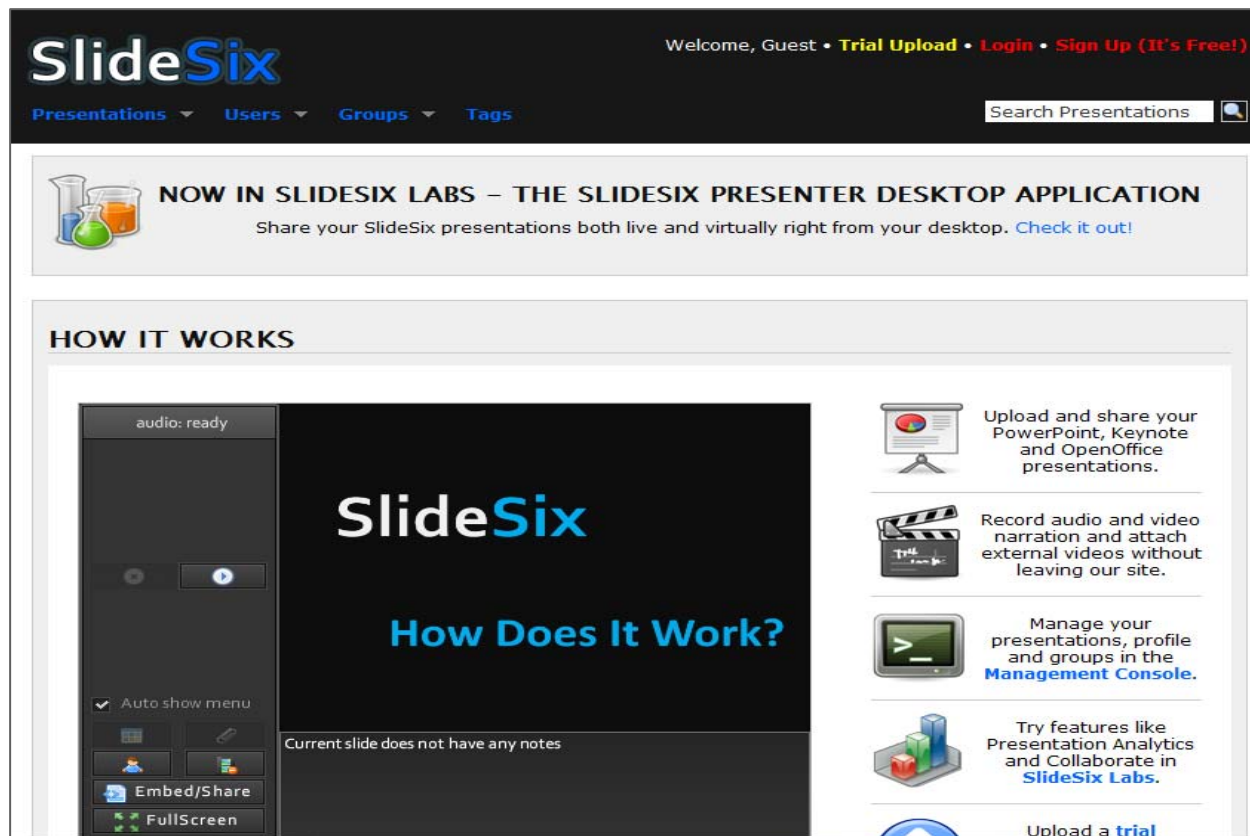 SlideSix
Welcome, Guest • Trial Upload • Login • Sign Up (It's Free!)
Presentations Users Groups Tags
Search Presentations
NOW IN SLIDESIX LABS – THE SLIDESIX PRESENTER DESKTOP APPLICATION
Share your SlideSix presentations both live and virtually right from your desktop. Check it out!
HOW IT WORKS
audio: ready
SlideSix
How Does It Work?
Auto show menu
Current slide does not have any notes
Embed/Share
FullScreen
Upload and share your
PowerPoint, Keynote
and OpenOffice
presentations.
Record audio and video
narration and attach
external videos without
leaving our site.
Manage your
presentations, profile
and groups in the
Management Console.
Try features like
Presentation Analytics
and Collaborate in
SlideSix Labs.
Upload a trial